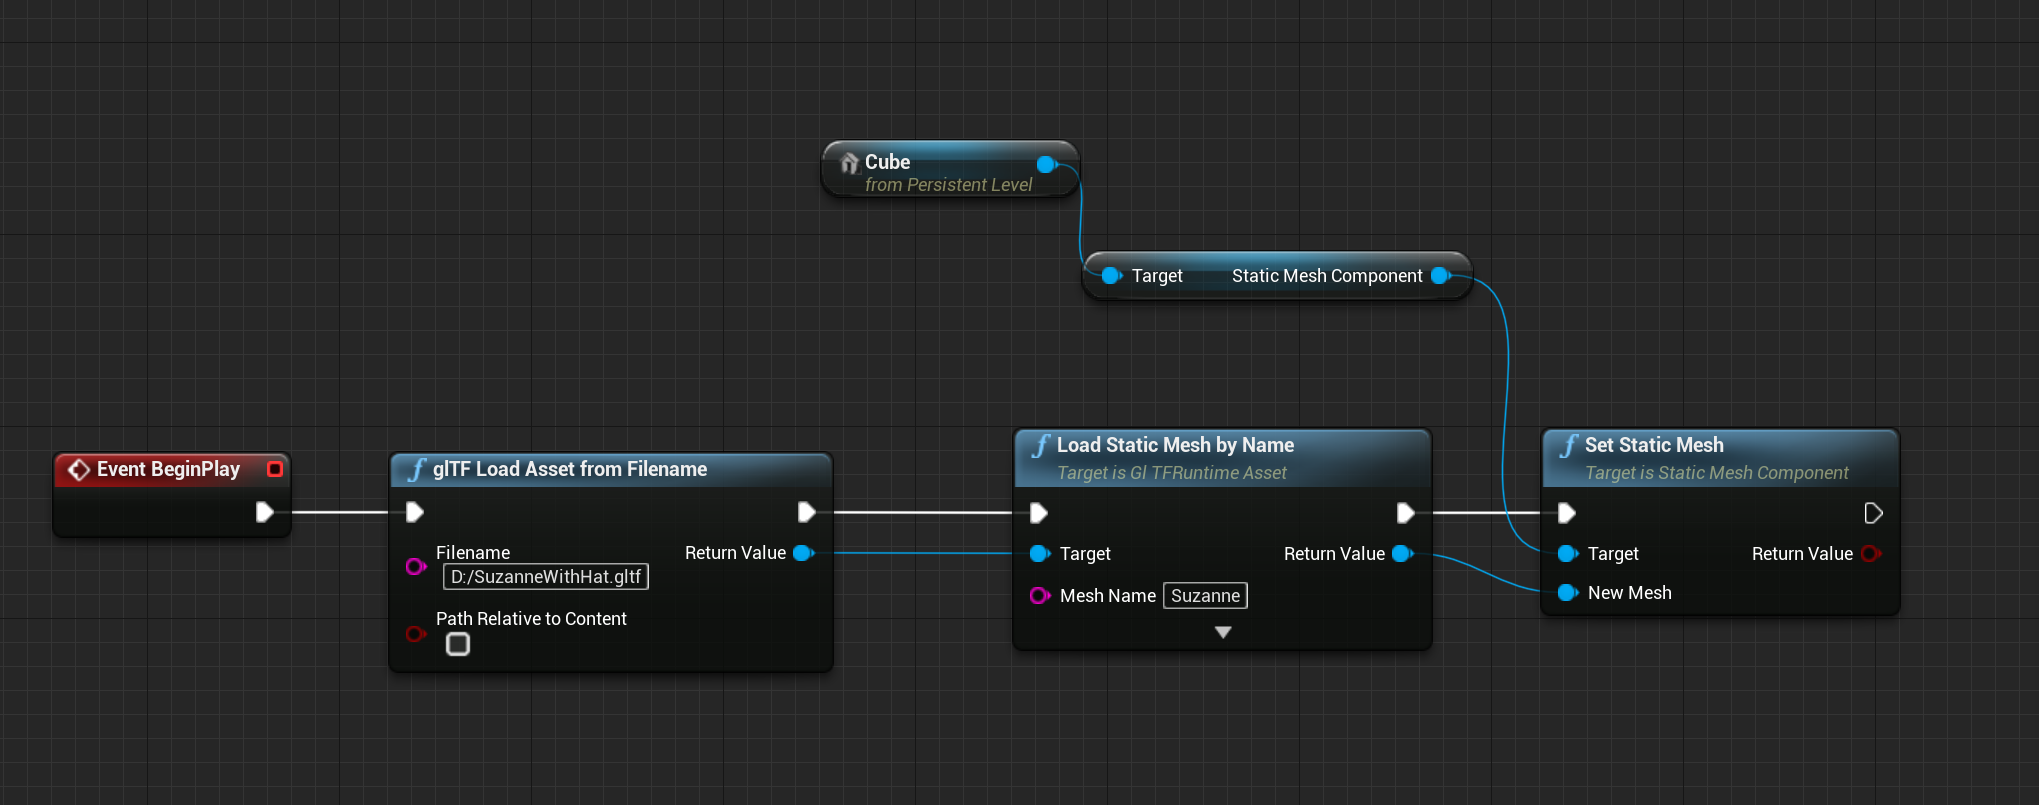 Cube
from Persistent Level
Target
Static Mesh Component
Event BeginPlay
glTF Load Asset from Filename
Filename
D:/SuzanneWithHat.gltf
Return Value
Path Relative to Content
Load Static Mesh by Name
Target is Gl TFRuntime Asset
Target
Return Value
Mesh Name
Suzanne
Set Static Mesh
Target is Static Mesh Component
Target
Return Value
New Mesh